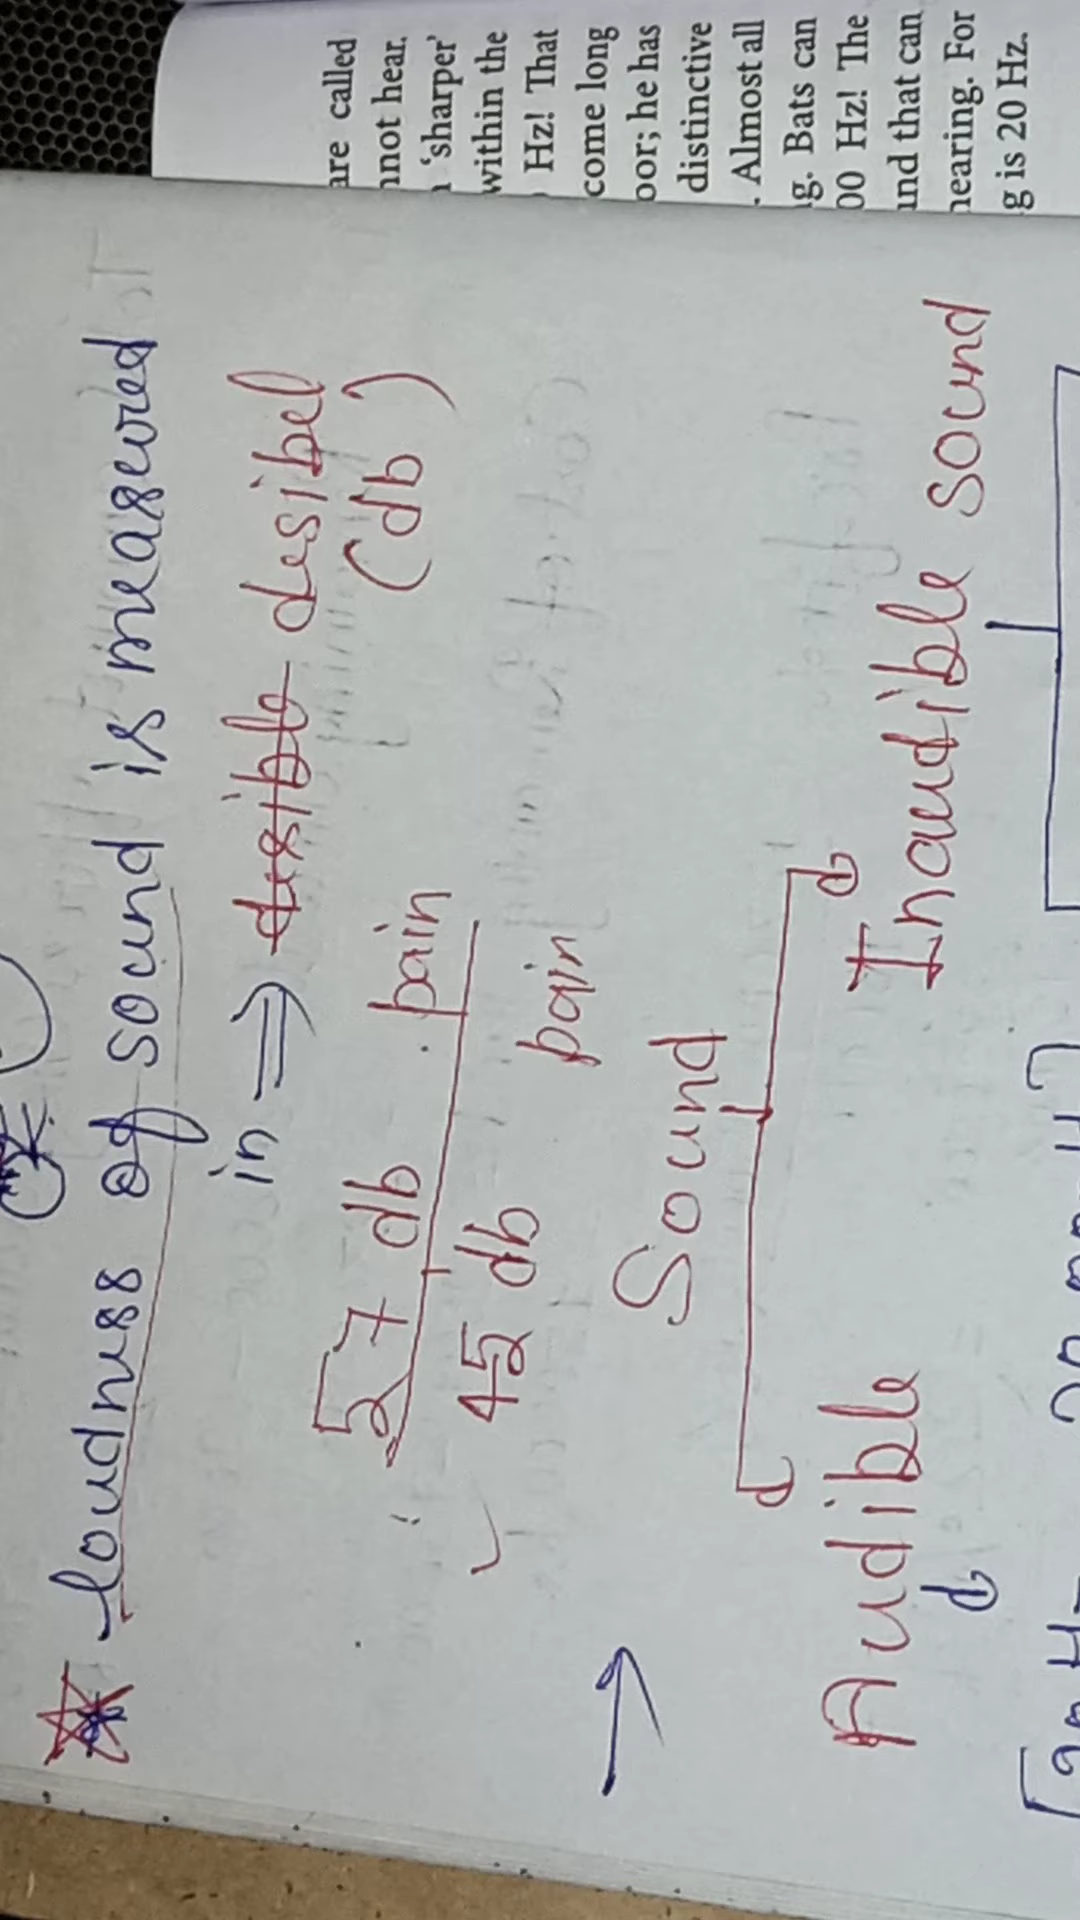 are called
nnot hear.
'sharper'
within the
Hz! That
come long
oor; he has
distinctive
. Almost all
g. Bats can
00 Hz! The
und that can
hearing. For
g is 20 Hz.
loudness of sound is measured
in ⇒ desible desibel
(db)
57 db pain
45 db pain
→ Sound
Audible Inaudible sound